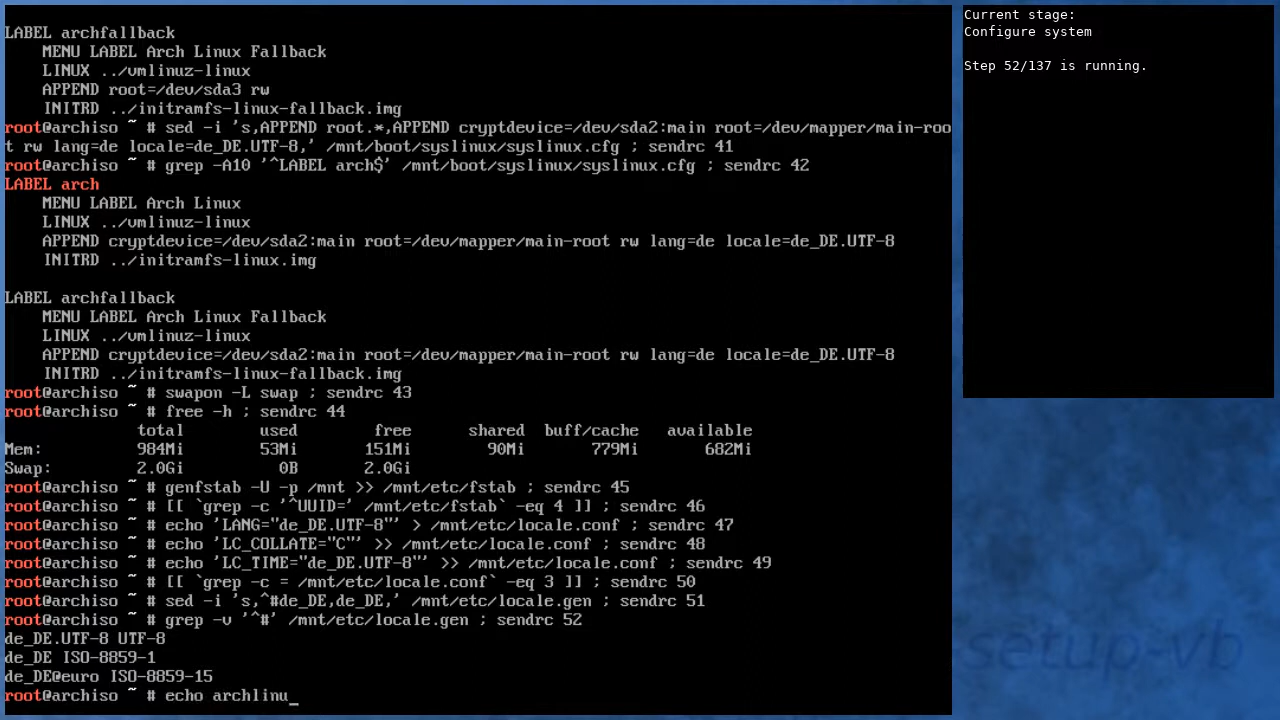 LABEL archfallback
    MENU LABEL Arch Linux Fallback
    LINUX ../vmlinuz-linux
    APPEND root=/dev/sda3 rw
    INITRD ../initramfs-linux-fallback.img
root@archiso ~ # sed -i 's,APPEND root.*,APPEND cryptdevice=/dev/sda2:main root=/dev/mapper/main-roo
t rw lang=de locale=de_DE.UTF-8,' /mnt/boot/syslinux/syslinux.cfg ; sendrc 41
root@archiso ~ # grep -A10 '^LABEL arch$' /mnt/boot/syslinux/syslinux.cfg ; sendrc 42
LABEL arch
    MENU LABEL Arch Linux
    LINUX ../vmlinuz-linux
    APPEND cryptdevice=/dev/sda2:main root=/dev/mapper/main-root rw lang=de locale=de_DE.UTF-8
    INITRD ../initramfs-linux.img

LABEL archfallback
    MENU LABEL Arch Linux Fallback
    LINUX ../vmlinuz-linux
    APPEND cryptdevice=/dev/sda2:main root=/dev/mapper/main-root rw lang=de locale=de_DE.UTF-8
    INITRD ../initramfs-linux-fallback.img
root@archiso ~ # swapon -L swap ; sendrc 43
root@archiso ~ # free -h ; sendrc 44
              total        used        free      shared  buff/cache   available
Mem:          984Mi        53Mi       151Mi        90Mi       779Mi       682Mi
Swap:         2.0Gi          0B       2.0Gi
root@archiso ~ # genfstab -U -p /mnt >> /mnt/etc/fstab ; sendrc 45
root@archiso ~ # [[ `grep -c '^UUID=' /mnt/etc/fstab` -eq 4 ]] ; sendrc 46
root@archiso ~ # echo 'LANG="de_DE.UTF-8"' > /mnt/etc/locale.conf ; sendrc 47
root@archiso ~ # echo 'LC_COLLATE="C"' >> /mnt/etc/locale.conf ; sendrc 48
root@archiso ~ # echo 'LC_TIME="de_DE.UTF-8"' >> /mnt/etc/locale.conf ; sendrc 49
root@archiso ~ # [[ `grep -c = /mnt/etc/locale.conf` -eq 3 ]] ; sendrc 50
root@archiso ~ # sed -i 's,^#de_DE,de_DE,' /mnt/etc/locale.gen ; sendrc 51
root@archiso ~ # grep -v '^#' /mnt/etc/locale.gen ; sendrc 52
de_DE.UTF-8 UTF-8
de_DE ISO-8859-1
de_DE@euro ISO-8859-15
root@archiso ~ # echo archlinu_
Current stage:
Configure system

Step 52/137 is running.
setup-vb